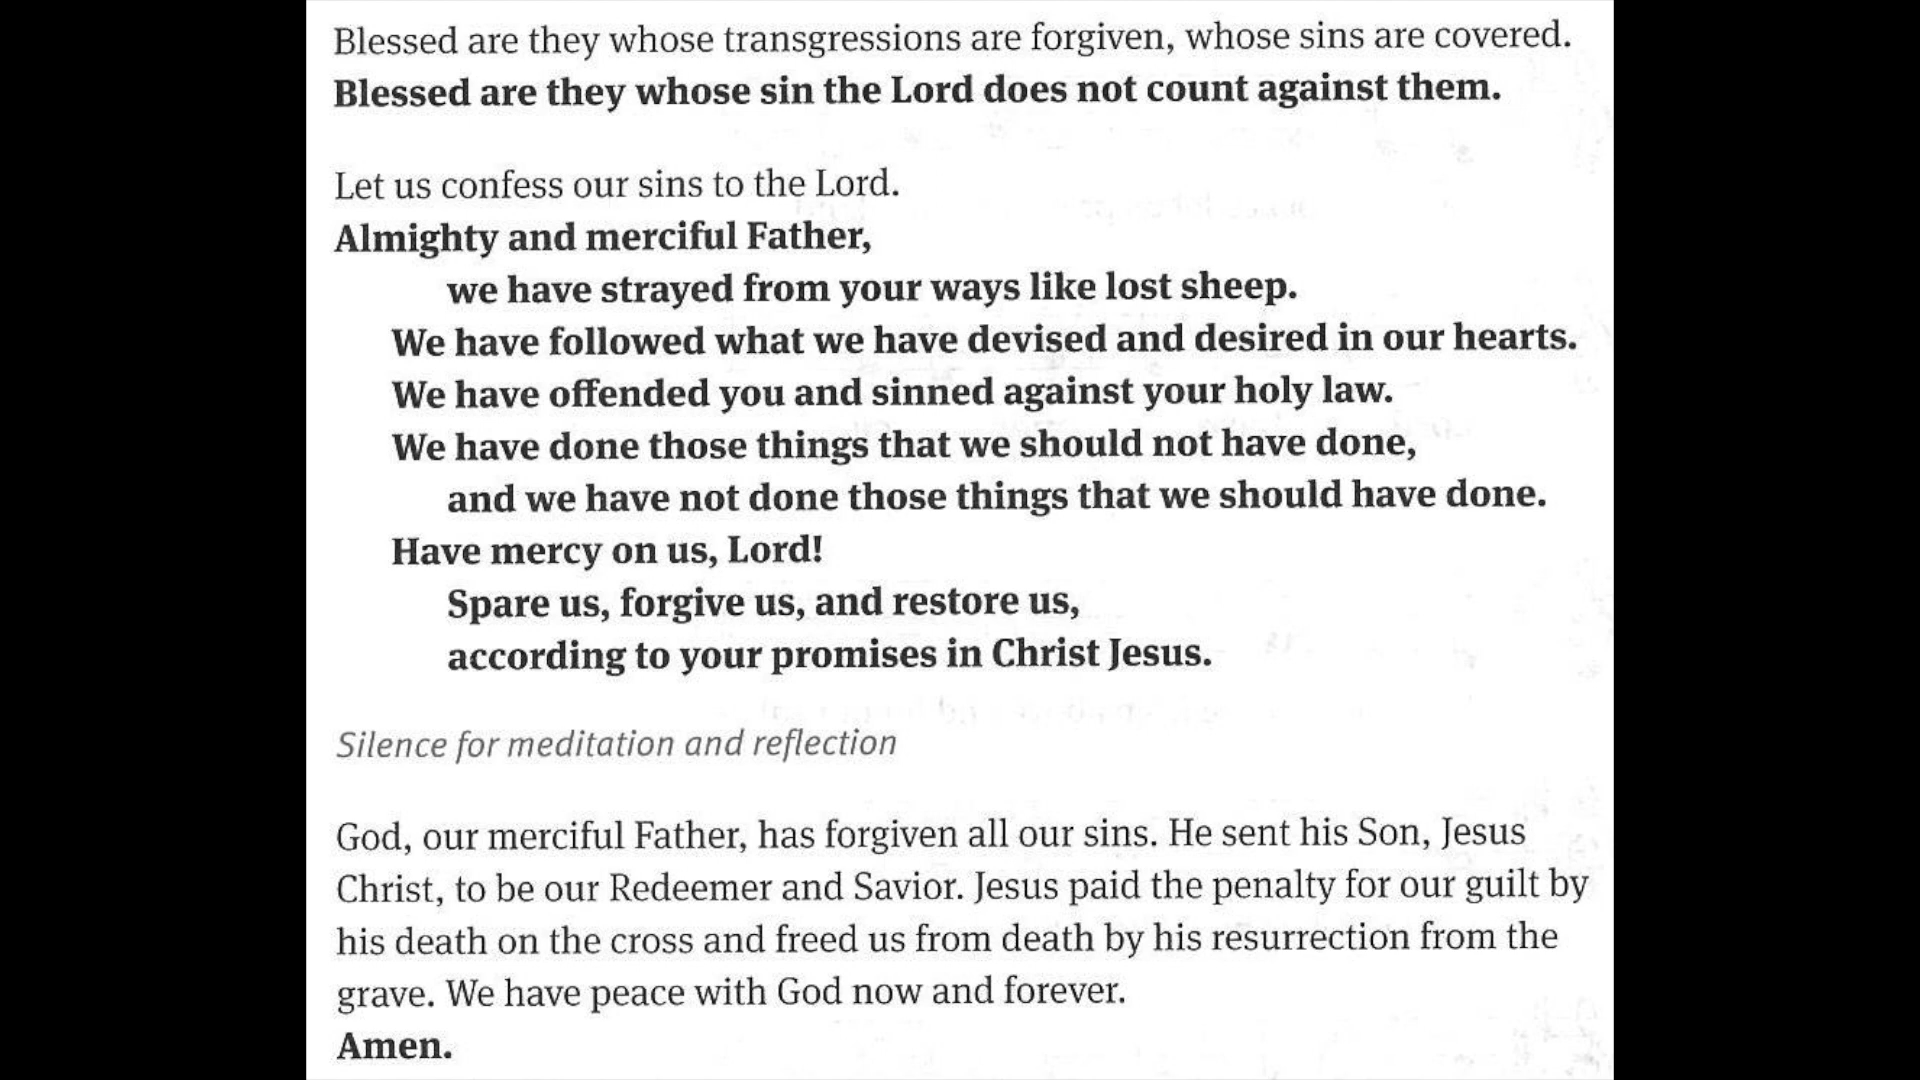 Blessed are they whose transgressions are forgiven, whose sins are covered.
Blessed are they whose sin the Lord does not count against them.
Let us confess our sins to the Lord.
Almighty and merciful Father,
we have strayed from your ways like lost sheep.
We have followed what we have devised and desired in our hearts.
We have offended you and sinned against your holy law.
We have done those things that we should not have done,
and we have not done those things that we should have done.
Have mercy on us, Lord!
Spare us, forgive us, and restore us,
according to your promises in Christ Jesus.
Silence for meditation and reflection
God, our merciful Father, has forgiven all our sins. He sent his Son, Jesus
Christ, to be our Redeemer and Savior. Jesus paid the penalty for our guilt by
his death on the cross and freed us from death by his resurrection from the
grave. We have peace with God now and forever.
Amen.